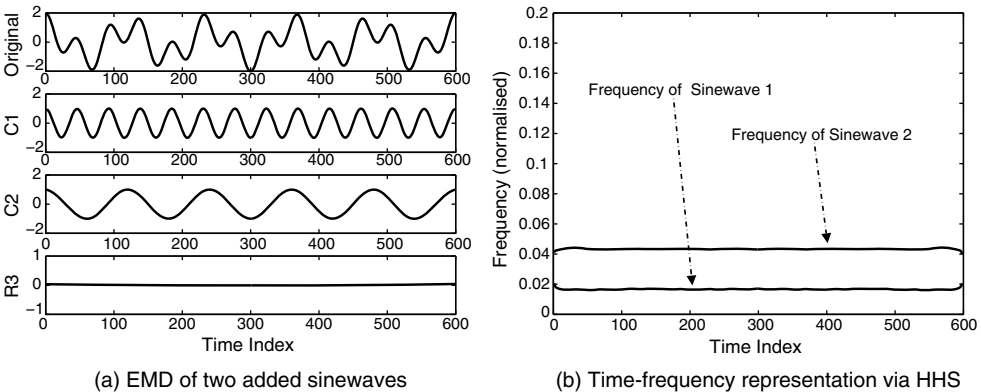 2
0
−2
Original
0 100 200 300 400 500 600
2
0
−2
C1
0 100 200 300 400 500 600
2
0
−2
C2
0 100 200 300 400 500 600
1
0
−1
R3
0 100 200 300 400 500 600
Time Index
(a) EMD of two added sinewaves
0.2
0.18
0.16
0.14
0.12
0.1
0.08
0.06
0.04
0.02
0
Frequency (normalised)
Frequency of Sinewave 1
Frequency of Sinewave 2
0 100 200 300 400 500 600
Time Index
(b) Time-frequency representation via HHS